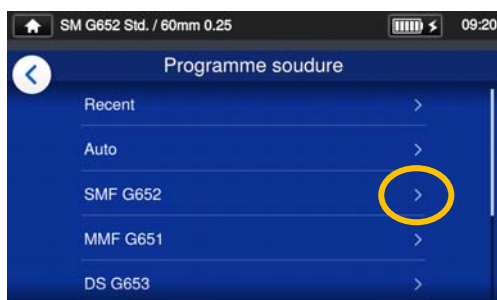 SM G652 Std. / 60mm 0.25 09:20
Programme soudure
Recent
Auto
SMF G652
MMF G651
DS G653